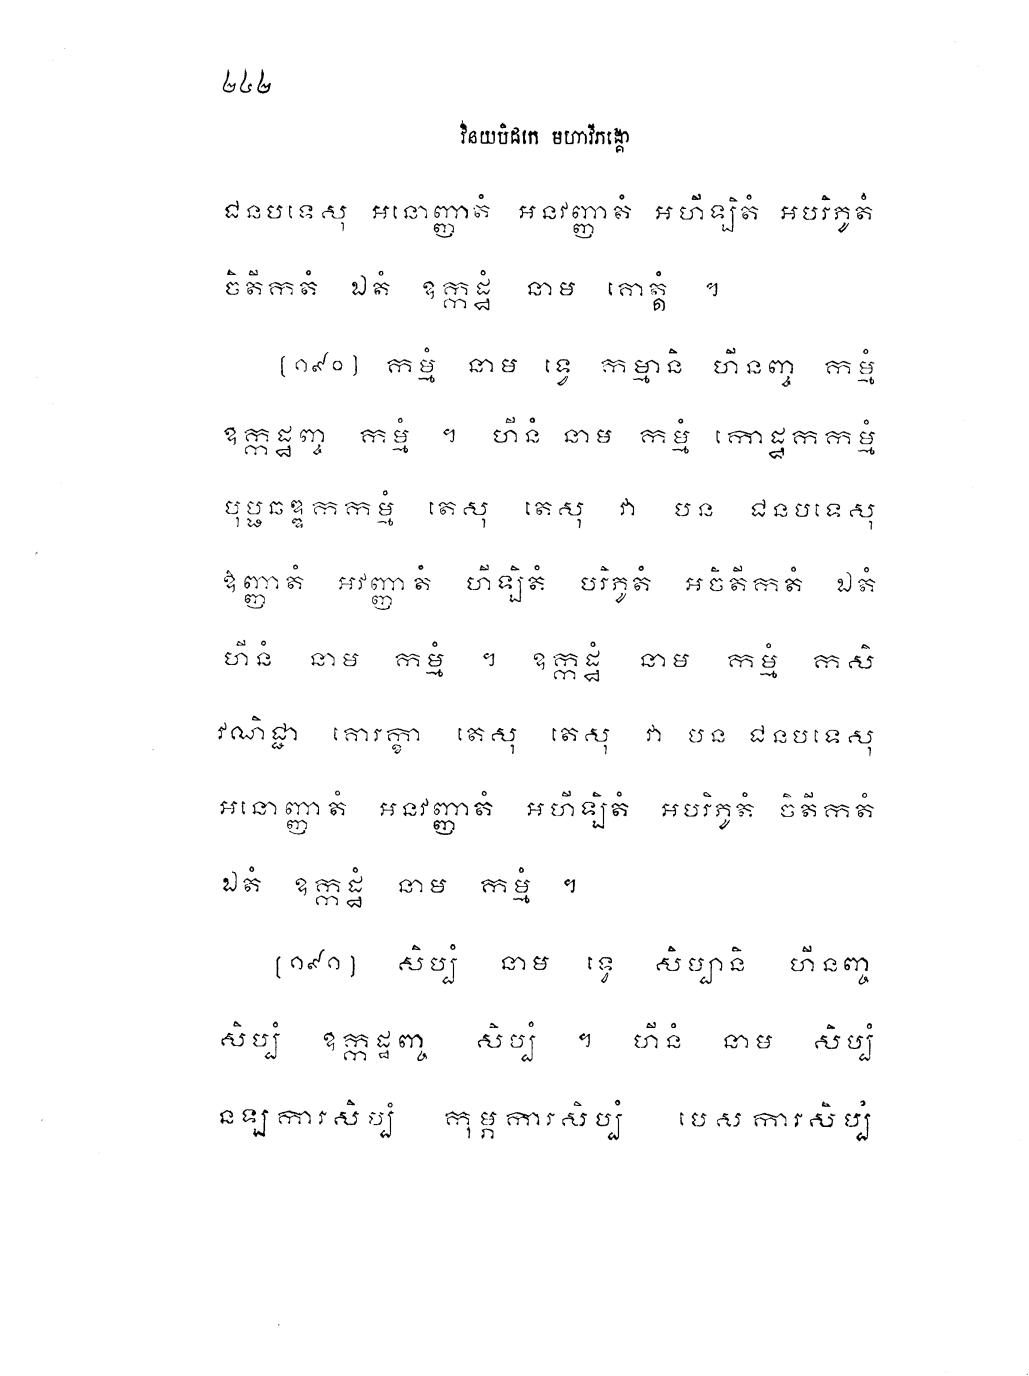 ២៤២
វិនយបិដកេ មហាវិភង្គោ
ជនបទេសុ អនោញ្ញាតំ អនវញ្ញាតំ អហីឡិតំ អបរិភូតំ
ចិតីកតំ ឯតំ ឧក្កដ្ឋំ នាម គោត្តំ ។
[១៩០] កម្មំ នាម ទ្វេ កម្មានិ ហីនញ្ច កម្មំ
ឧក្កដ្ឋញ្ច កម្មំ ។ ហីនំ នាម កម្មំ កោដ្ឋកកម្មំ
បុប្ផឆឌ្ឌកកម្មំ តេសុ តេសុ វា បន ជនបទេសុ
ឱញ្ញាតំ អវញ្ញាតំ ហីឡិតំ បរិភូតំ អចិតីកតំ ឯតំ
ហីនំ នាម កម្មំ ។ ឧក្កដ្ឋំ នាម កម្មំ កសិ
វណិជ្ជា គោរក្ខា តេសុ តេសុ វា បន ជនបទេសុ
អនោញ្ញាតំ អនវញ្ញាតំ អហីឡិតំ អបរិភូតំ ចិតីកតំ
ឯតំ ឧក្កដ្ឋំ នាម កម្មំ ។
[១៩១] សិប្បំ នាម ទ្វេ សិប្បានិ ហីនញ្ច
សិប្បំ ឧក្កដ្ឋញ្ច សិប្បំ ។ ហីនំ នាម សិប្បំ
នឡការសិប្បំ កុម្ភការសិប្បំ បេសការសិប្បំ